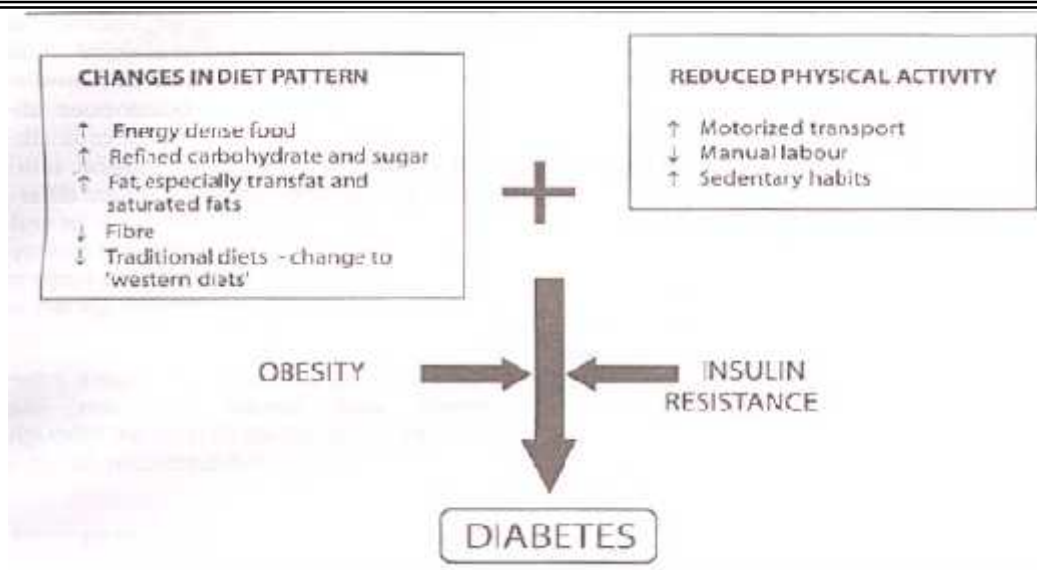 CHANGES IN DIET PATTERN
↑ Energy dense food
↑ Refined carbohydrate and sugar
↑ Fat, especially transfat and
saturated fats
↓ Fibre
↓ Traditional diets - change to
'western diets'
REDUCED PHYSICAL ACTIVITY
↑ Motorized transport
↓ Manual labour
↑ Sedentary habits
+
OBESITY
INSULIN
RESISTANCE
DIABETES